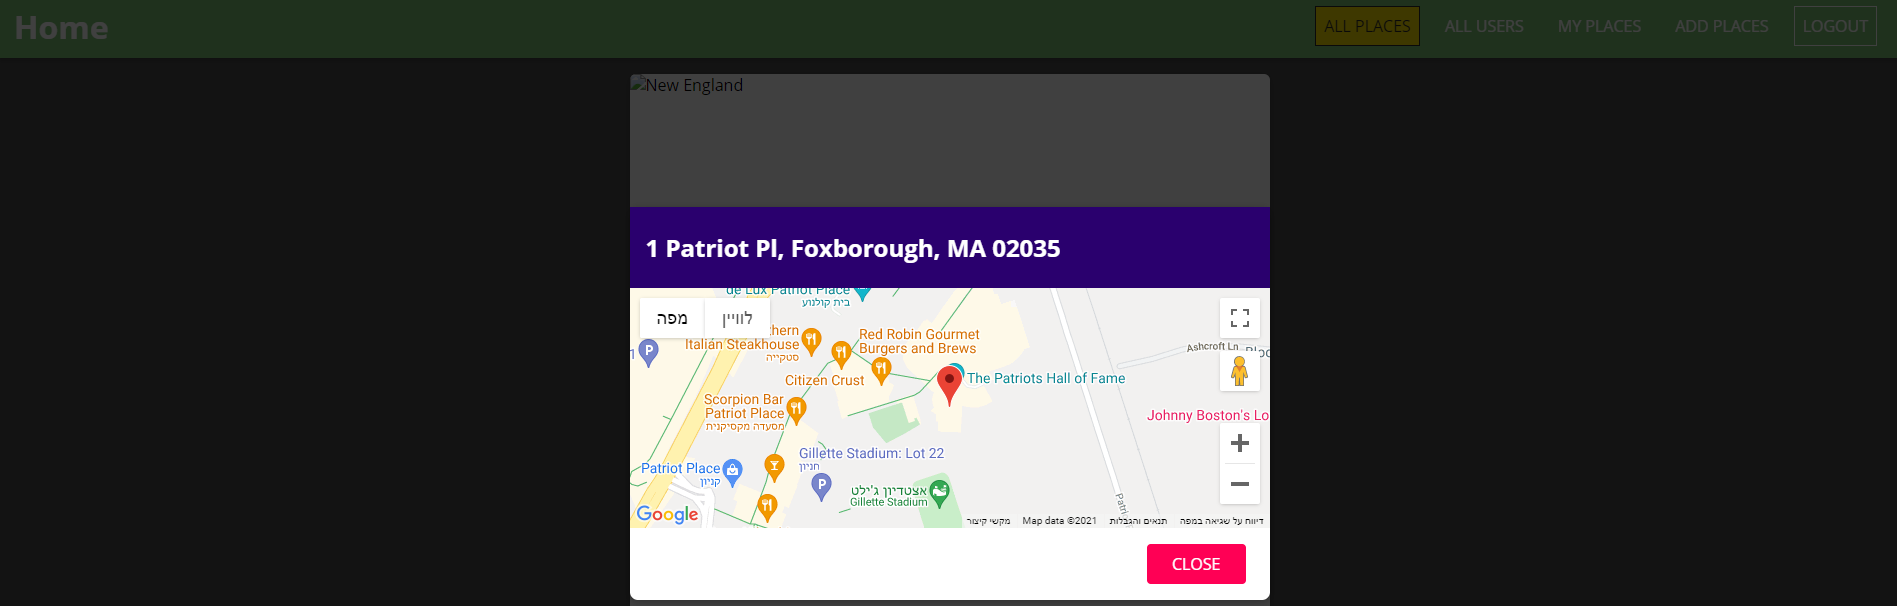 Home
ALL PLACES
ALL USERS
MY PLACES
ADD PLACES
LOGOUT
New England
1 Patriot Pl, Foxborough, MA 02035
de Lux Patriot Place
בית קולנוע
מפה
לוויין
Italian Steakhouse
סטקייה
Red Robin Gourmet
Burgers and Brews
Ashcroft Ln
Citizen Crust
The Patriots Hall of Fame
Scorpion Bar
Patriot Place
מסעדה מקסיקנית
Johnny Boston's
Gillette Stadium: Lot 22
חניון
Patriot Place
קניון
אצטדיון ג'ילט
Gillette Stadium
Google
מקשי קיצור
Map data ©2021
תנאים והגבלות
דיווח על שגיאה במפה
CLOSE